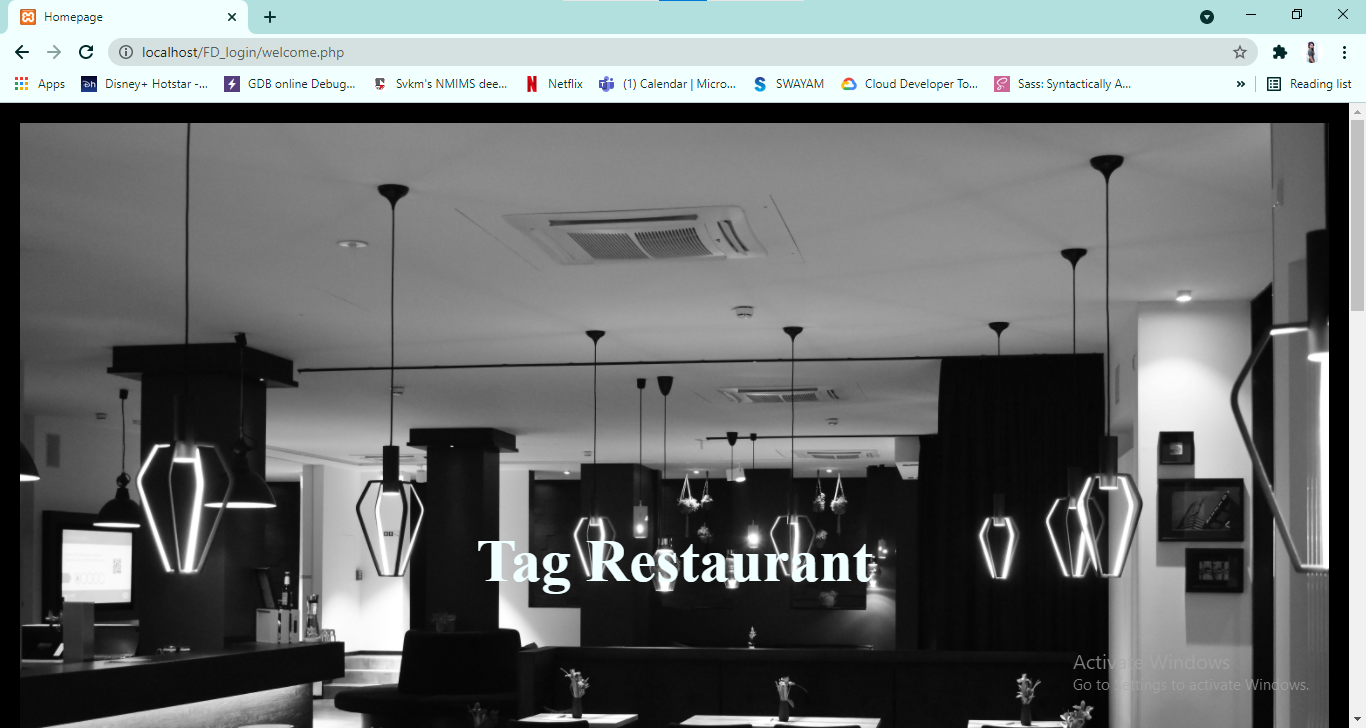 Homepage
localhost/FD_login/welcome.php
Apps Disney+ Hotstar -... GDB online Debug... Svkm's NMIMS dee... Netflix (1) Calendar | Micro... SWAYAM Cloud Developer To... Sass: Syntactically A... » Reading list
Tag Restaurant
Activate Windows
Go to Settings to activate Windows.